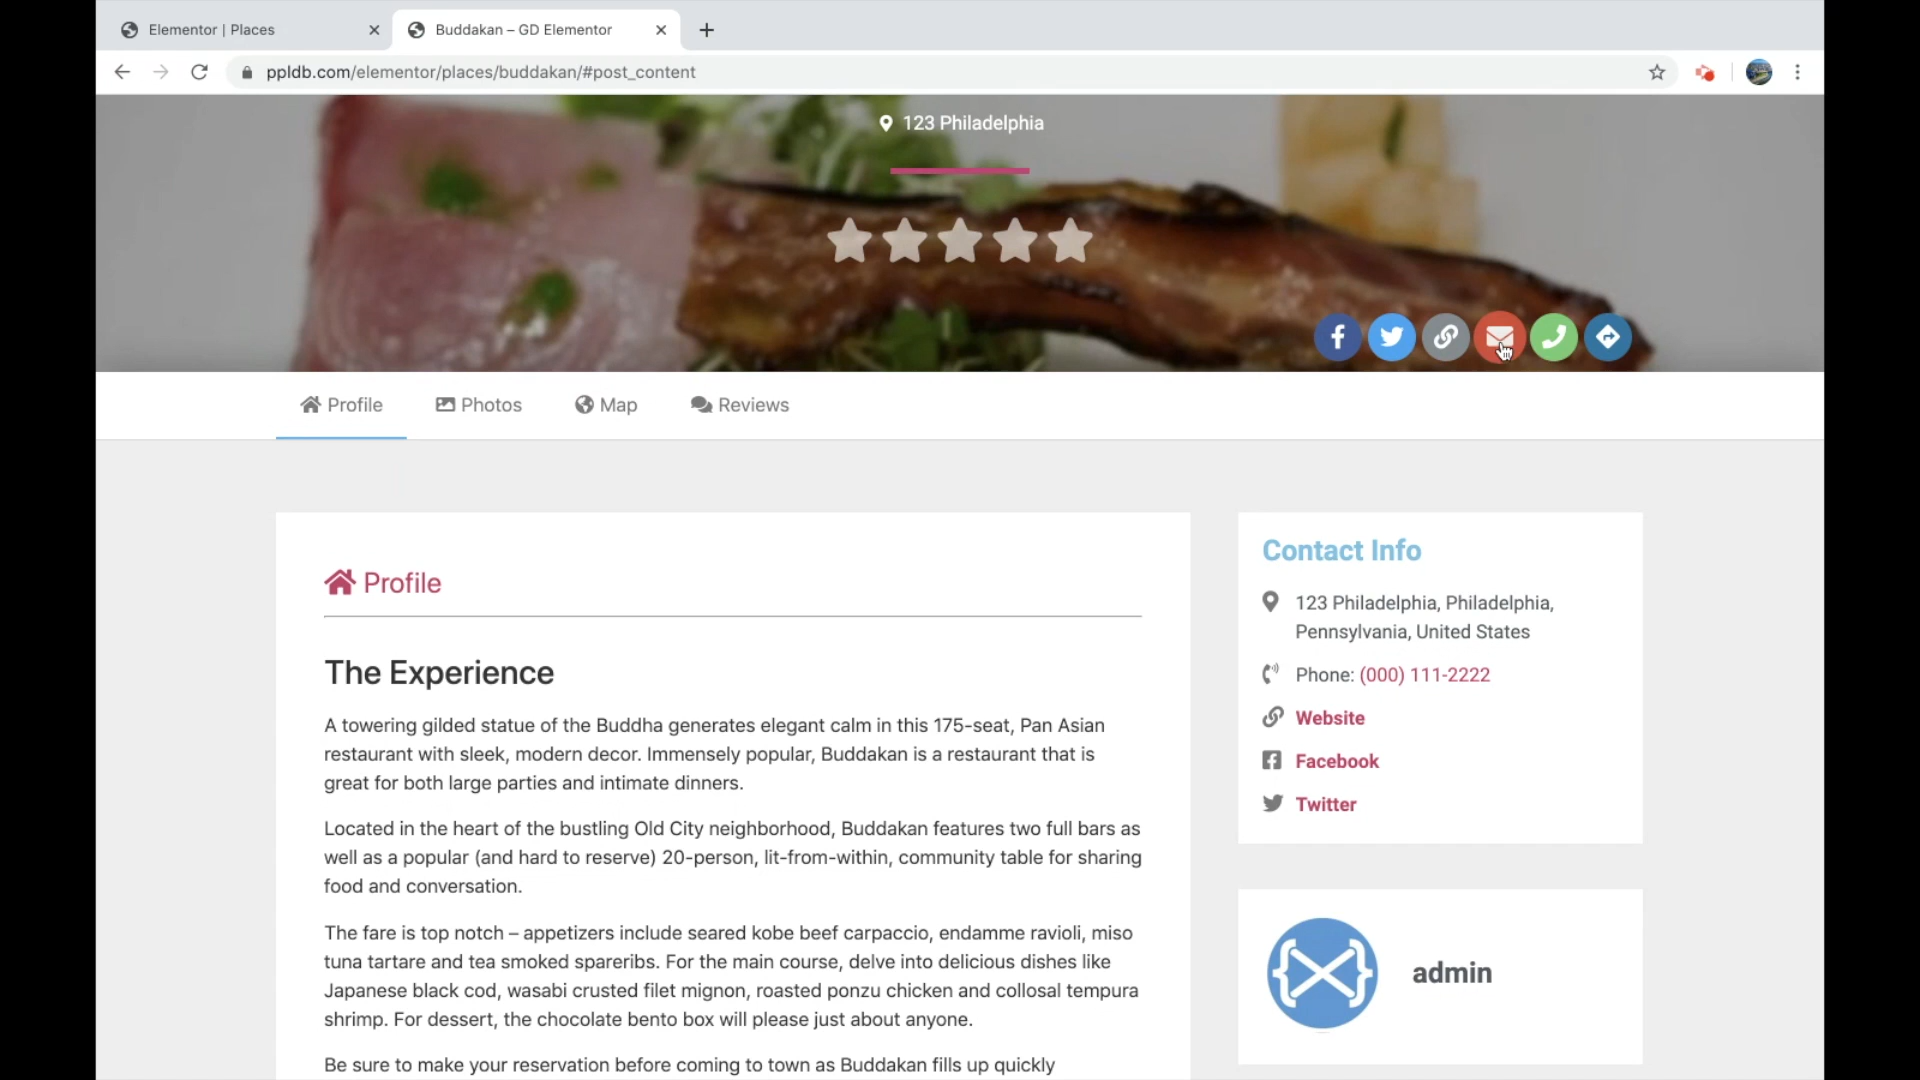 Elementor | Places
Buddakan – GD Elementor
ppldb.com/elementor/places/buddakan/#post_content
123 Philadelphia
Profile
Photos
Map
Reviews
Profile
The Experience
A towering gilded statue of the Buddha generates elegant calm in this 175-seat, Pan Asian
restaurant with sleek, modern decor. Immensely popular, Buddakan is a restaurant that is
great for both large parties and intimate dinners.
Located in the heart of the bustling Old City neighborhood, Buddakan features two full bars as
well as a popular (and hard to reserve) 20-person, lit-from-within, community table for sharing
food and conversation.
The fare is top notch – appetizers include seared kobe beef carpaccio, endamme ravioli, miso
tuna tartare and tea smoked spareribs. For the main course, delve into delicious dishes like
Japanese black cod, wasabi crusted filet mignon, roasted ponzu chicken and collosal tempura
shrimp. For dessert, the chocolate bento box will please just about anyone.
Be sure to make your reservation before coming to town as Buddakan fills up quickly
Contact Info
123 Philadelphia, Philadelphia,
Pennsylvania, United States
Phone: (000) 111-2222
Website
Facebook
Twitter
admin